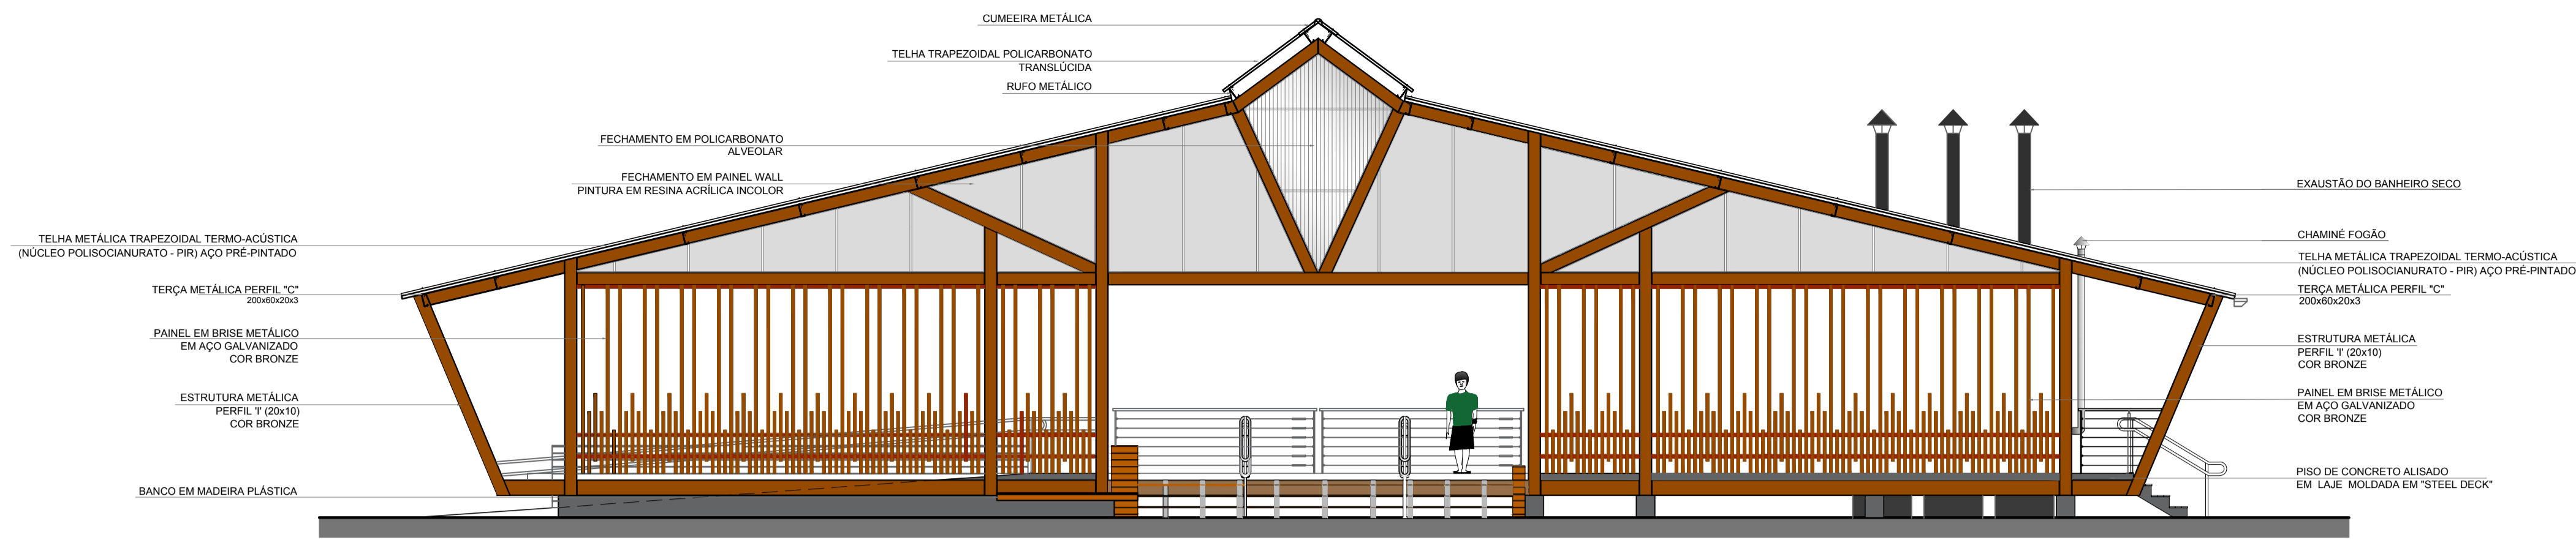 CUMEEIRA METÁLICA
TELHA TRAPEZOIDAL POLICARBONATO
TRANSLÚCIDA
RUFO METÁLICO
FECHAMENTO EM POLICARBONATO
ALVEOLAR
FECHAMENTO EM PAINEL WALL
PINTURA EM RESINA ACRÍLICA INCOLOR
TELHA METÁLICA TRAPEZOIDAL TERMO-ACÚSTICA
(NÚCLEO POLISOCIANURATO - PIR) AÇO PRÉ-PINTADO
TERÇA METÁLICA PERFIL "C"
200x60x20x3
PAINEL EM BRISE METÁLICO
EM AÇO GALVANIZADO
COR BRONZE
ESTRUTURA METÁLICA
PERFIL 'I' (20x10)
COR BRONZE
BANCO EM MADEIRA PLÁSTICA
EXAUSTÃO DO BANHEIRO SECO
CHAMINÉ FOGÃO
TELHA METÁLICA TRAPEZOIDAL TERMO-ACÚSTICA
(NÚCLEO POLISOCIANURATO - PIR) AÇO PRÉ-PINTADO
TERÇA METÁLICA PERFIL "C"
200x60x20x3
ESTRUTURA METÁLICA
PERFIL 'I' (20x10)
COR BRONZE
PAINEL EM BRISE METÁLICO
EM AÇO GALVANIZADO
COR BRONZE
PISO DE CONCRETO ALISADO
EM LAJE MOLDADA EM "STEEL DECK"